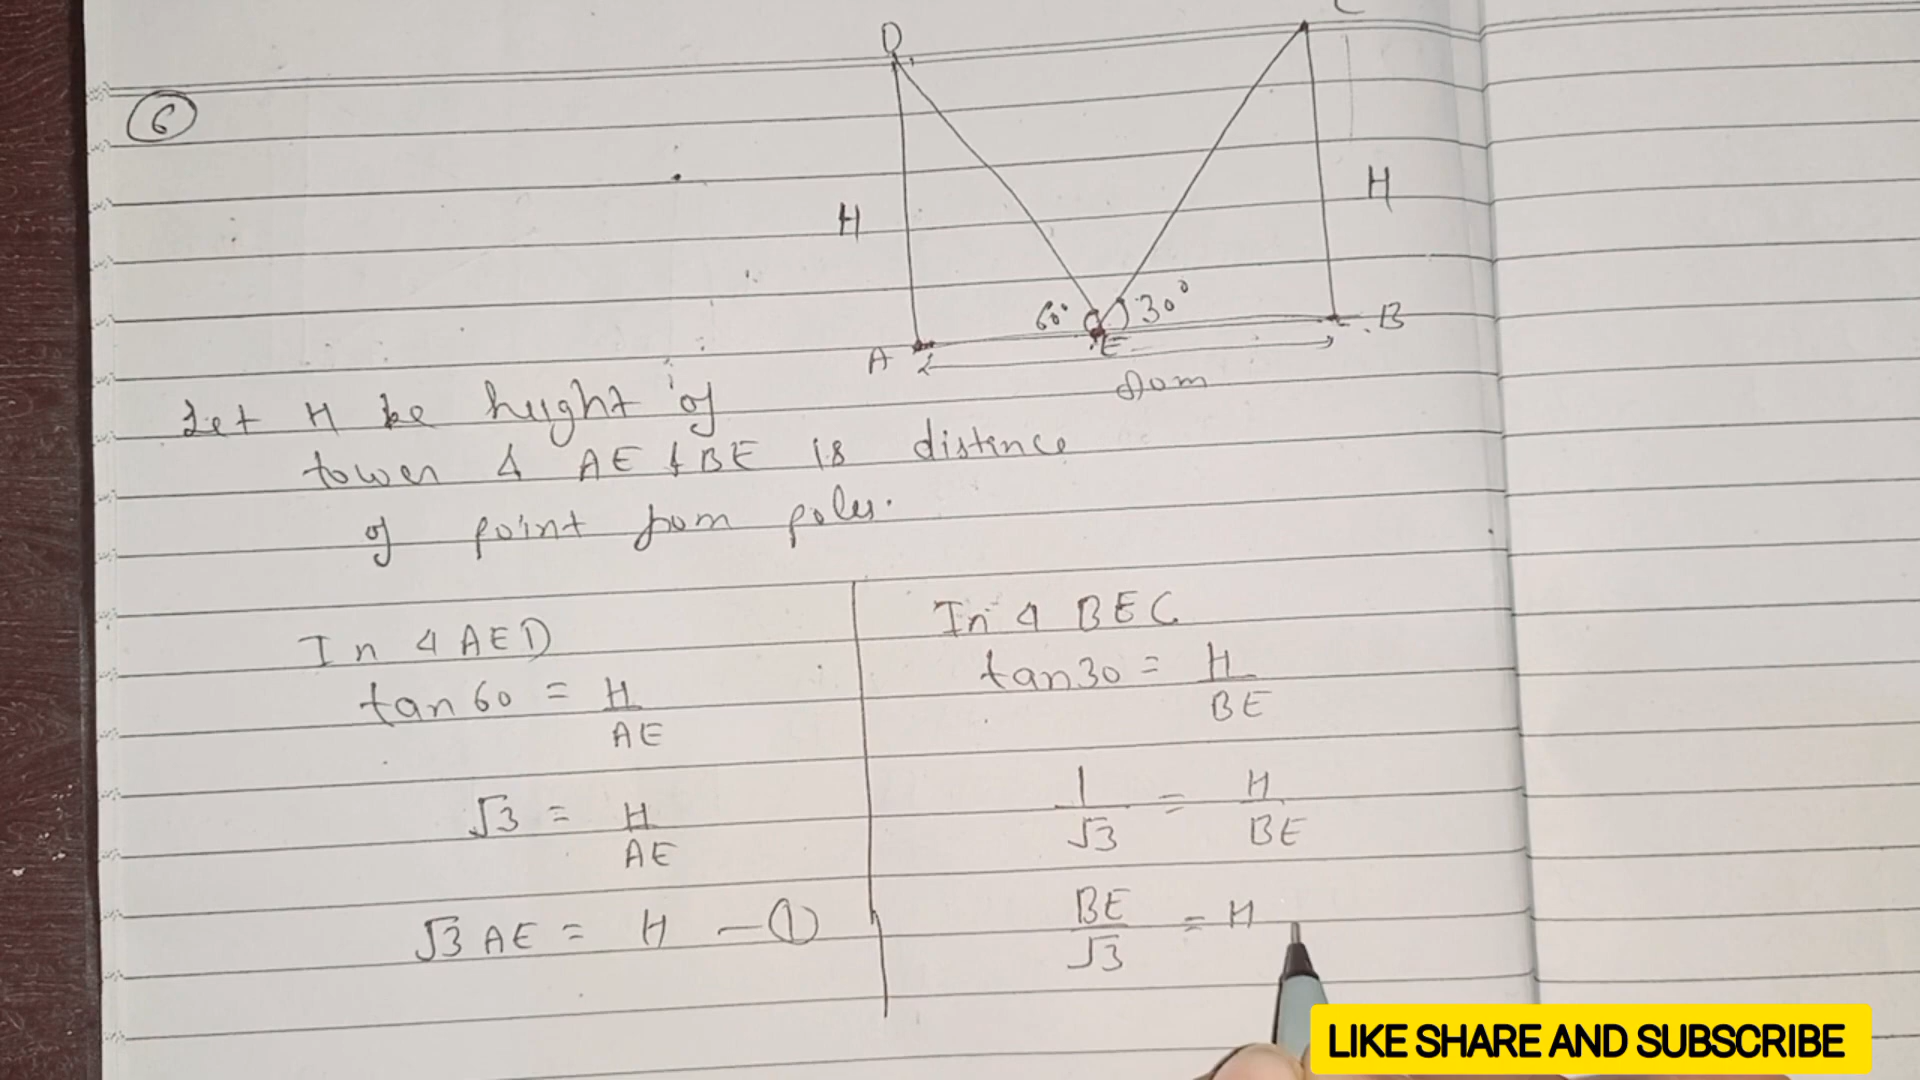 6
D
C
H
H
60° 30°
A E B
m
Let H be height of
tower & AE & BE is distance
of point from poles.
In △ AED
tan 60 = H/AE
√3 = H/AE
√3 AE = H — ①
In △ BEC
tan 30 = H/BE
1/√3 = H/BE
BE/√3 = H
LIKE SHARE AND SUBSCRIBE